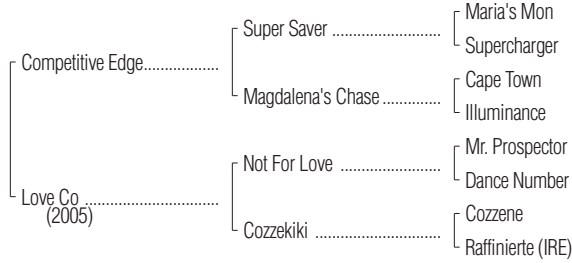 Maria's Mon
Super Saver ........................
Supercharger
Competitive Edge................
Cape Town
Magdalena's Chase .............
Illuminance
Mr. Prospector
Not For Love ......................
Dance Number
Love Co .............................
(2005)
Cozzene
Cozzekiki ...........................
Raffinierte (IRE)